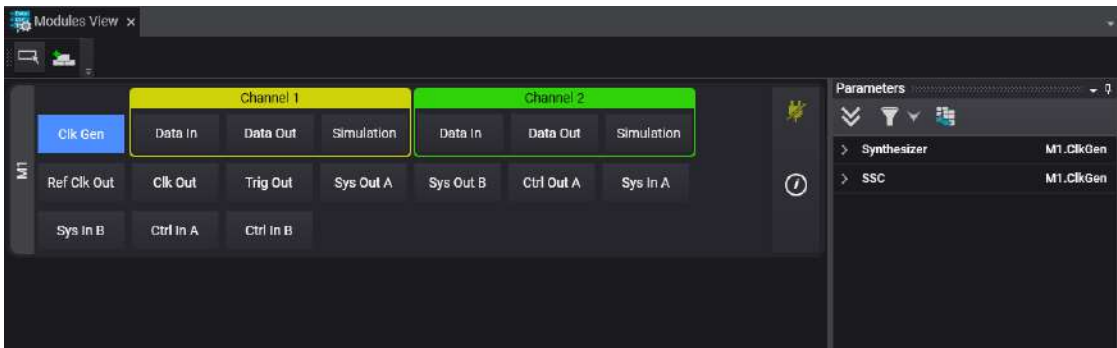 Modules View ×
Channel 1 Channel 2
Clk Gen Data In Data Out Simulation Data In Data Out Simulation
M1
Ref Clk Out Clk Out Trig Out Sys Out A Sys Out B Ctrl Out A Sys In A
Sys In B Ctrl In A Ctrl In B
Parameters
Synthesizer M1.ClkGen
SSC M1.ClkGen